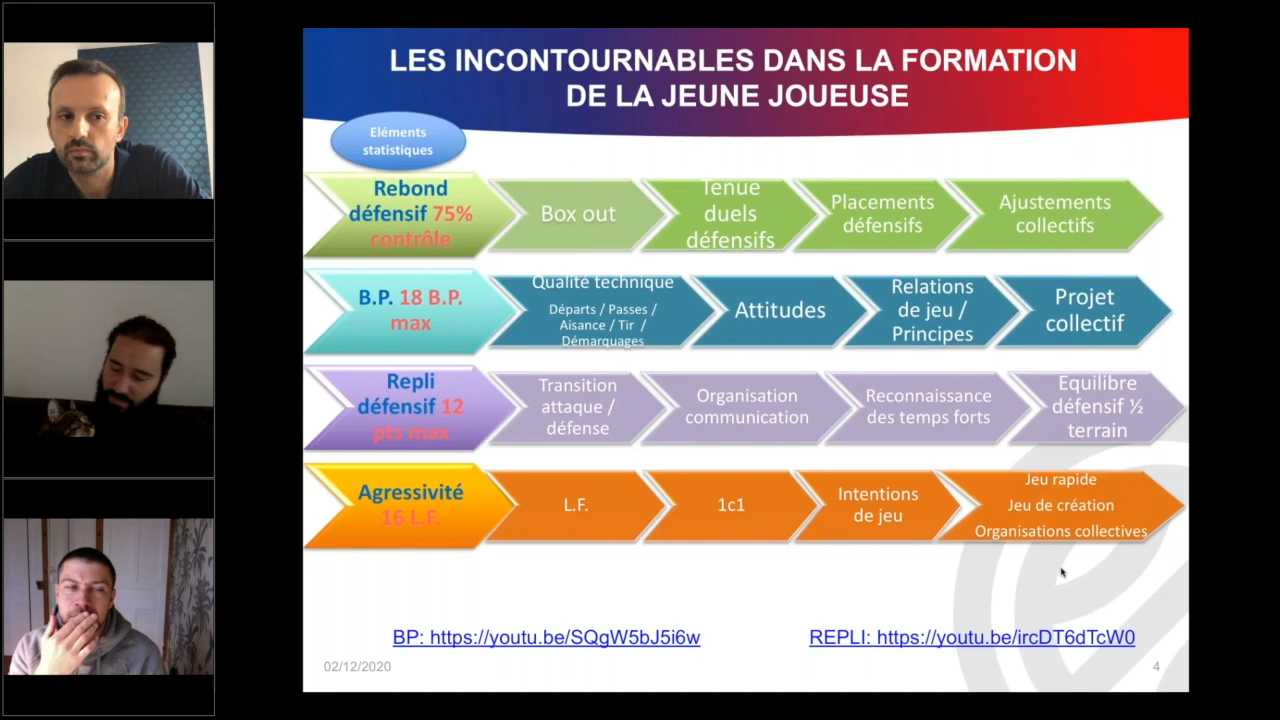 LES INCONTOURNABLES DANS LA FORMATION
DE LA JEUNE JOUEUSE
Eléments
statistiques
Rebond
défensif 75%
contrôle
Box out
Tenue
duels
défensifs
Placements
défensifs
Ajustements
collectifs
B.P. 18 B.P.
max
Qualité technique
Départs / Passes /
Aisance / Tir /
Démarquages
Attitudes
Relations
de jeu /
Principes
Projet
collectif
Repli
défensif 12
pts max
Transition
attaque /
défense
Organisation
communication
Reconnaissance
des temps forts
Equilibre
défensif ½
terrain
Agressivité
16 L.F.
L.F.
1c1
Intentions
de jeu
Jeu rapide
Jeu de création
Organisations collectives
BP: https://youtu.be/SQgW5bJ5i6w
REPLI: https://youtu.be/ircDT6dTcW0
02/12/2020
4